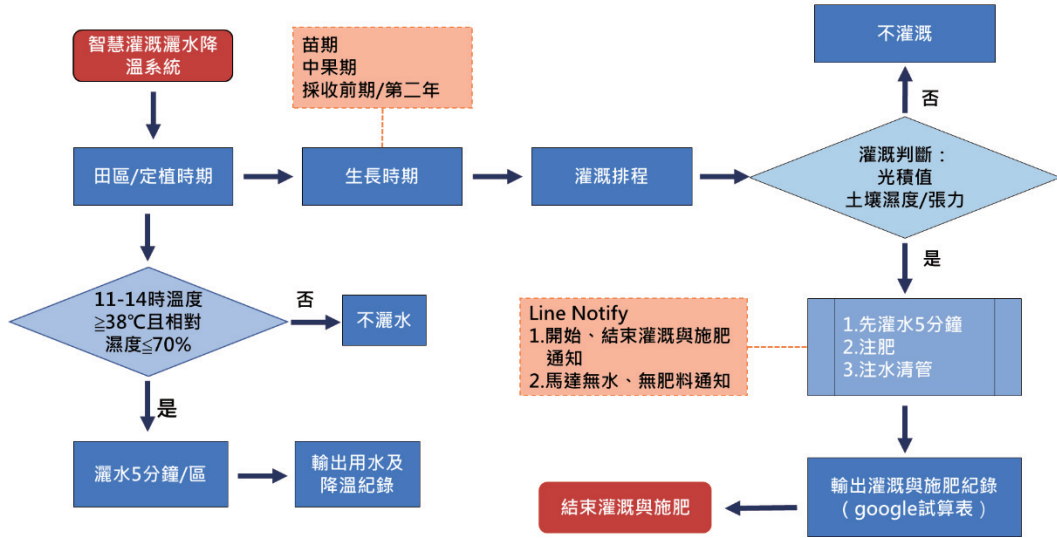 智慧灌溉灑水降
溫系統
苗期
中果期
採收前期/第二年
不灌溉
否
田區/定植時期
生長時期
灌溉排程
灌溉判斷：
光積值
土壤濕度/張力
是
11-14時溫度
≧38℃且相對
濕度≦70%
否
不灑水
是
Line Notify
1.開始、結束灌溉與施肥
通知
2.馬達無水、無肥料通知
1.先灌水5分鐘
2.注肥
3.注水清管
灑水5分鐘/區
輸出用水及
降溫紀錄
結束灌溉與施肥
輸出灌溉與施肥紀錄
（google試算表）